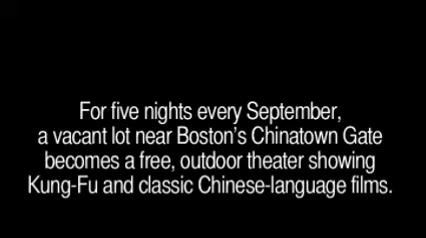 For five nights every September,
a vacant lot near Boston's Chinatown Gate
becomes a free, outdoor theater showing
Kung-Fu and classic Chinese-language films.